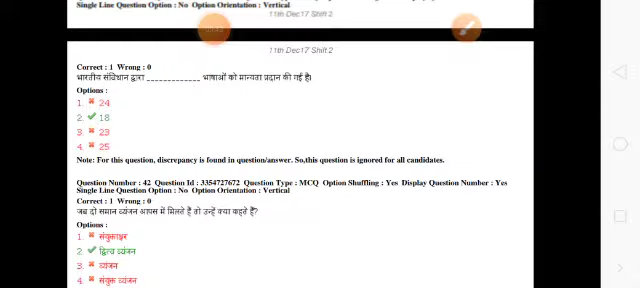 Single Line Question Option : No Option Orientation : Vertical
11th Dec17 Shift 2
11th Dec17 Shift 2
Correct : 1 Wrong : 0
भारतीय संविधान द्वारा _____________ भाषाओं को मान्यता प्रदान की गई है।
Options :
1. 24
2. 18
3. 23
4. 25
Note: For this question, discrepancy is found in question/answer. So,this question is ignored for all candidates.
Question Number : 42 Question Id : 3354727672 Question Type : MCQ Option Shuffling : Yes Display Question Number : Yes
Single Line Question Option : No Option Orientation : Vertical
Correct : 1 Wrong : 0
जब दो समान व्यंजन आपस में मिलते हैं तो उन्हें क्या कहते हैं?
Options :
1. संयुक्ताक्षर
2. द्वित्व व्यंजन
3. व्यंजन
4. संयुक्त व्यंजन